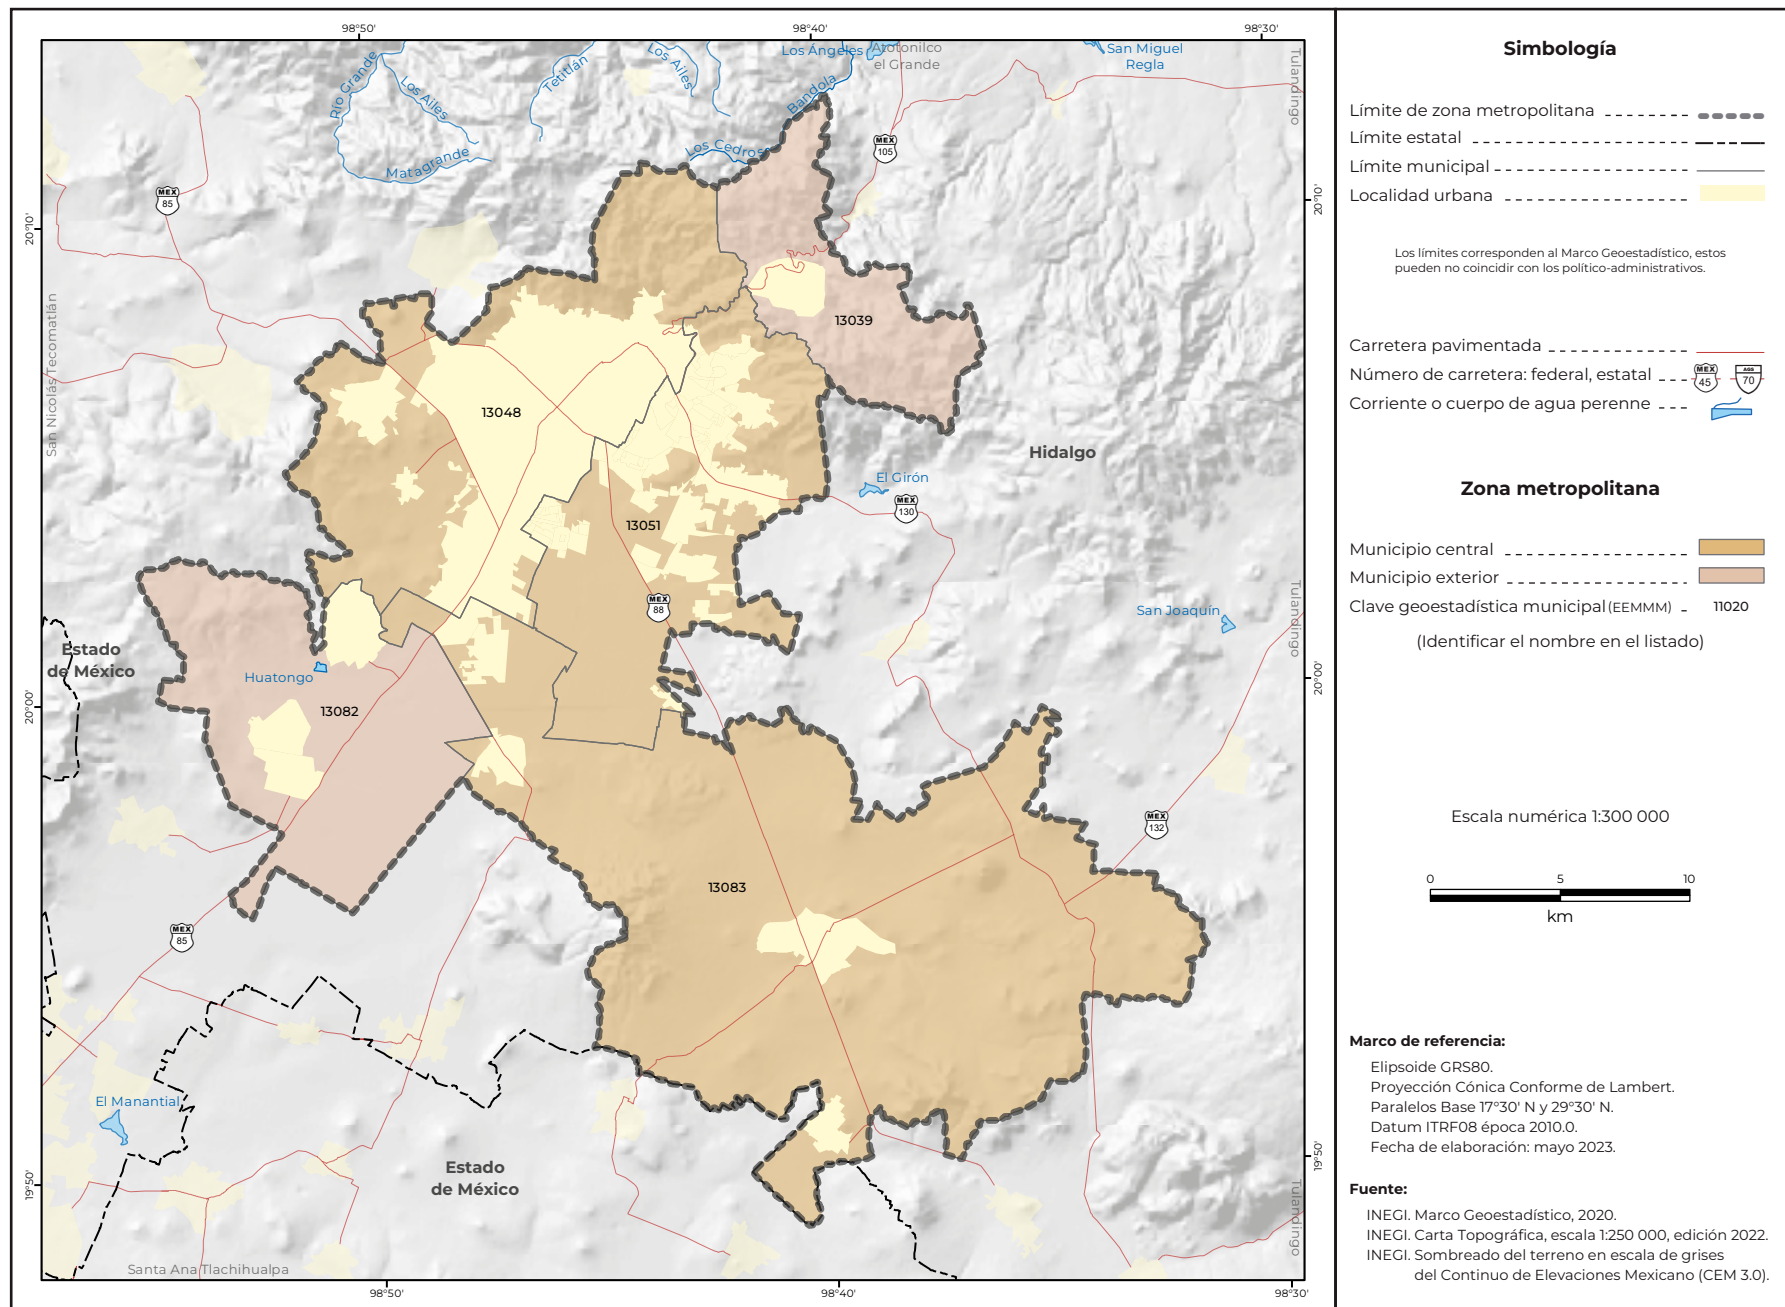 98°50'
98°40'
98°30'
Los Ángeles
Atotonilco
el Grande
San Miguel
Regla
Tulancingo
Río Grande
Los Ailes
Tetitlán
Los Ailes
Bandola
Los Cedros
Matagrande
MEX
105
MEX
85
20°10'
20°10'
San Nicolás Tecomatlán
13039
13048
Hidalgo
El Girón
MEX
130
13051
MEX
88
San Joaquín
Tulancingo
Estado
de México
Huatongo
20°00'
20°00'
13082
MEX
132
13083
MEX
85
El Manantial
Estado
de México
19°50'
19°50'
Tulancingo
Santa Ana Tlachihualpa
98°50'
98°40'
98°30'
Simbología
Límite de zona metropolitana
Límite estatal
Límite municipal
Localidad urbana
Los límites corresponden al Marco Geoestadístico, estos
pueden no coincidir con los político-administrativos.
Carretera pavimentada
Número de carretera: federal, estatal
MEX
45
AGS
70
Corriente o cuerpo de agua perenne
Zona metropolitana
Municipio central
Municipio exterior
Clave geoestadística municipal (EEMMM)
11020
(Identificar el nombre en el listado)
Escala numérica 1:300 000
0 5 10
km
Marco de referencia:
Elipsoide GRS80.
Proyección Cónica Conforme de Lambert.
Paralelos Base 17°30' N y 29°30' N.
Datum ITRF08 época 2010.0.
Fecha de elaboración: mayo 2023.
Fuente:
INEGI. Marco Geoestadístico, 2020.
INEGI. Carta Topográfica, escala 1:250 000, edición 2022.
INEGI. Sombreado del terreno en escala de grises
del Continuo de Elevaciones Mexicano (CEM 3.0).